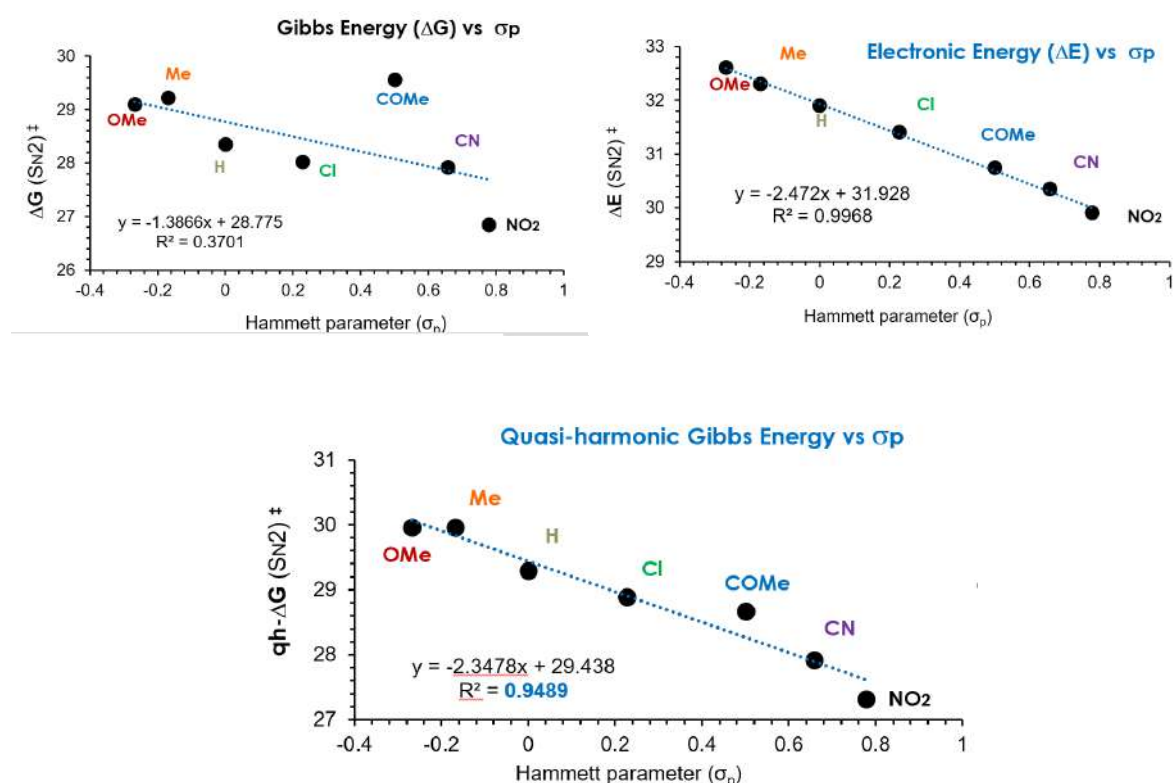 Gibbs Energy (ΔG) vs σp
30
29
28
27
26
ΔG (SN2) ‡
Me
OMe
COMe
H
Cl
CN
NO2
y = -1.3866x + 28.775
R² = 0.3701
-0.4 -0.2 0 0.2 0.4 0.6 0.8 1
Hammett parameter (σp)
Electronic Energy (ΔE) vs σp
33
32
31
30
29
ΔE (SN2) ‡
Me
OMe
H
Cl
COMe
CN
NO2
y = -2.472x + 31.928
R² = 0.9968
-0.4 -0.2 0 0.2 0.4 0.6 0.8 1
Hammett parameter (σp)
Quasi-harmonic Gibbs Energy vs σp
31
30
29
28
27
qh-ΔG (SN2) ‡
Me
OMe
H
Cl
COMe
CN
NO2
y = -2.3478x + 29.438
R² = 0.9489
-0.4 -0.2 0 0.2 0.4 0.6 0.8 1
Hammett parameter (σp)